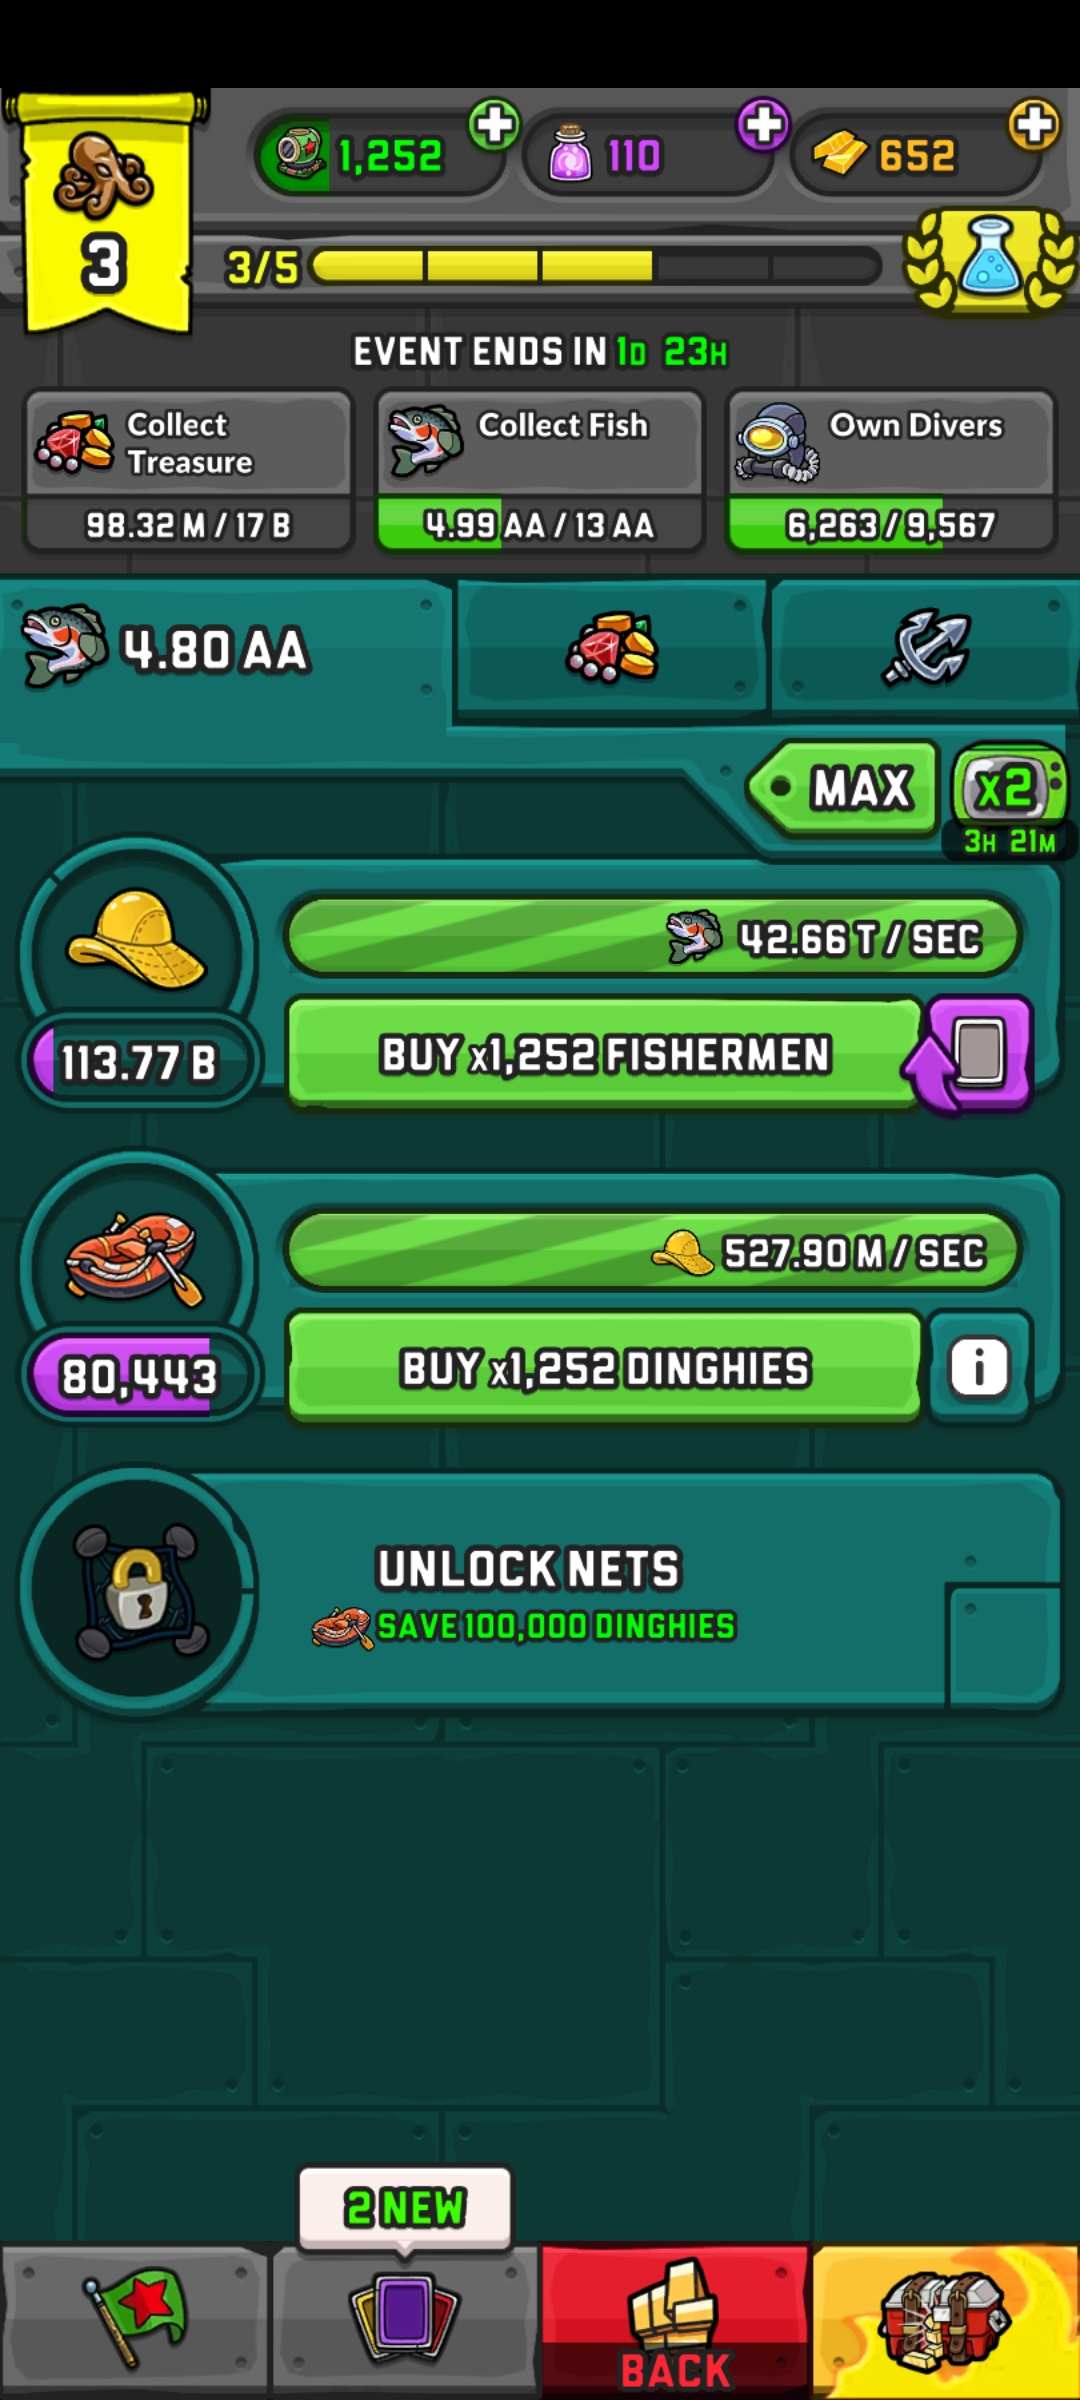 1,252
110
652
3
3/5
EVENT ENDS IN 1D 23H
Collect
Treasure
98.32 M / 17 B
Collect Fish
4.99 AA / 13 AA
Own Divers
6,263 / 9,567
4.80 AA
MAX
x2
3H 21M
42.66 T / SEC
113.77 B
BUY x1,252 FISHERMEN
527.90 M / SEC
80,443
BUY x1,252 DINGHIES
i
UNLOCK NETS
SAVE 100,000 DINGHIES
2 NEW
BACK